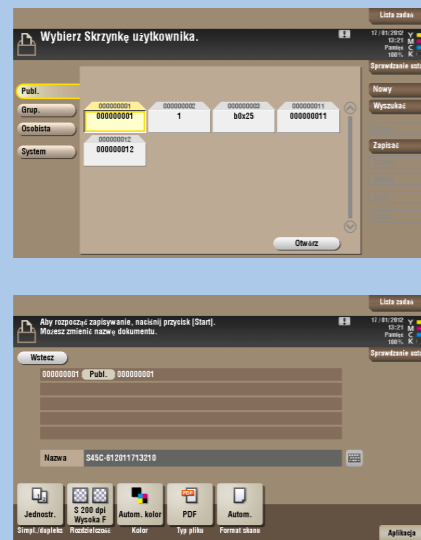 Lista zadań
Wybierz Skrzynkę użytkownika.
17/01/2012
13:21
Pamięć
100%
Y
M
C
K
Sprawdzanie usta
Publ.
Grup.
Osobista
System
000000001
000000001
000000002
1
000000003
b0x25
000000011
000000011
000000012
000000012
Nowy
Wyszukać
Zapisać
Otwórz
Lista zadań
Aby rozpocząć zapisywanie, naciśnij przycisk [Start].
Możesz zmienić nazwę dokumentu.
17/01/2012
13:21
Pamięć
100%
Y
M
C
K
Sprawdzanie usta
Wstecz
000000001 Publ. 000000001
Nazwa S45C-612011713210
Jednostr.
S 200 dpi
Wysoka F
Autom. kolor
PDF
PDF
Autom.
Simpl./dupleks Rozdzielczość Kolor Typ pliku Format skanu
Aplikacja